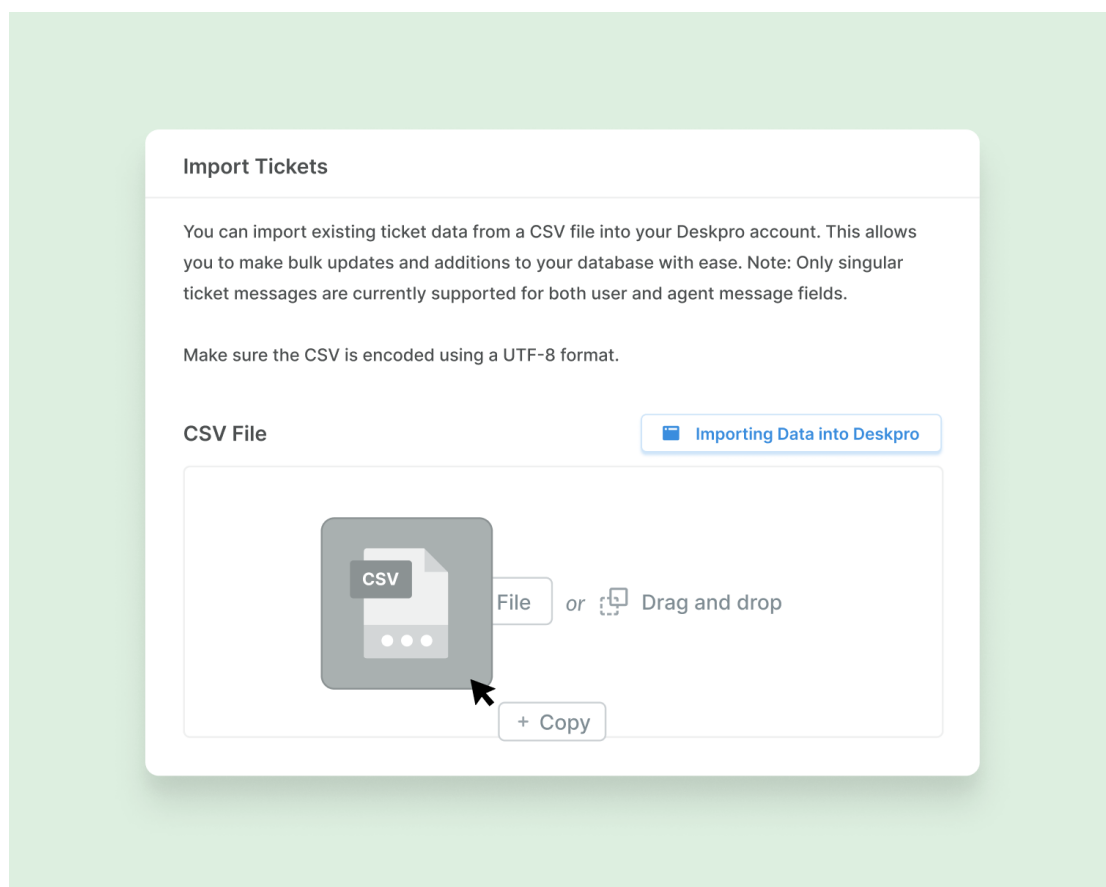 Import Tickets
You can import existing ticket data from a CSV file into your Deskpro account. This allows
you to make bulk updates and additions to your database with ease. Note: Only singular
ticket messages are currently supported for both user and agent message fields.
Make sure the CSV is encoded using a UTF-8 format.
CSV File
Importing Data into Deskpro
CSV
File or Drag and drop
+ Copy